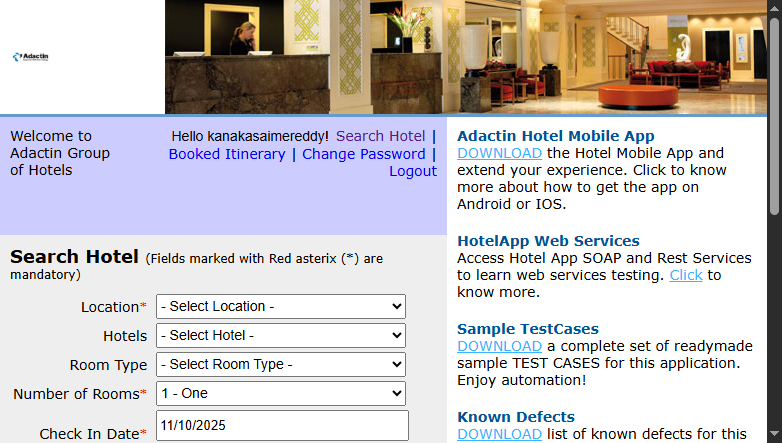 Adactin
Welcome to
Adactin Group
of Hotels
Hello kanakasaimereddy! Search Hotel |
Booked Itinerary | Change Password |
Logout
Search Hotel (Fields marked with Red asterix (*) are
mandatory)
Location* - Select Location -
Hotels - Select Hotel -
Room Type - Select Room Type -
Number of Rooms* 1 - One
Check In Date* 11/10/2025
Adactin Hotel Mobile App
DOWNLOAD the Hotel Mobile App and
extend your experience. Click to know
more about how to get the app on
Android or IOS.
HotelApp Web Services
Access Hotel App SOAP and Rest Services
to learn web services testing. Click to
know more.
Sample TestCases
DOWNLOAD a complete set of readymade
sample TEST CASES for this application.
Enjoy automation!
Known Defects
DOWNLOAD list of known defects for this